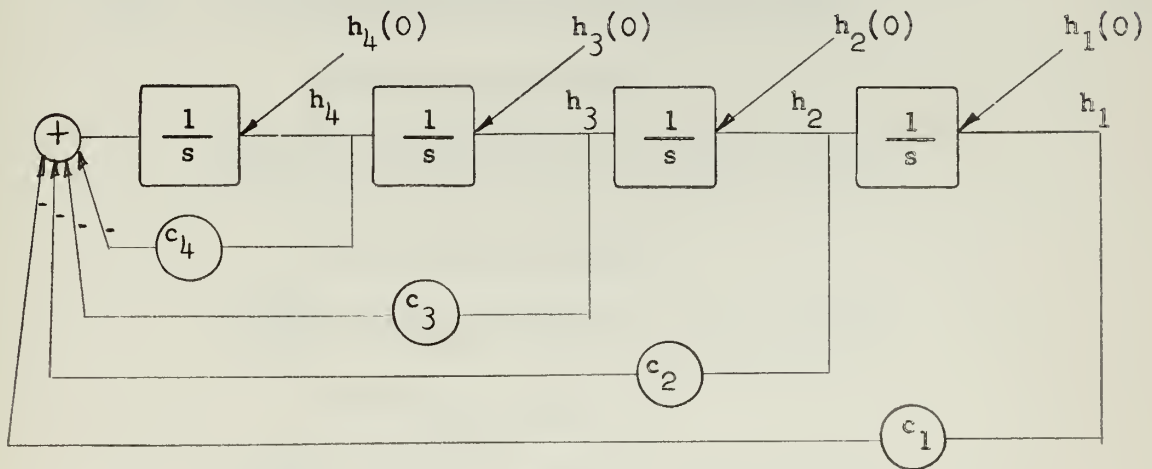 h₄(0) h₃(0) h₂(0) h₁(0)
h₄ h₃ h₂ h₁
+ 1/s 1/s 1/s 1/s
- - - -
c₄
c₃
c₂
c₁